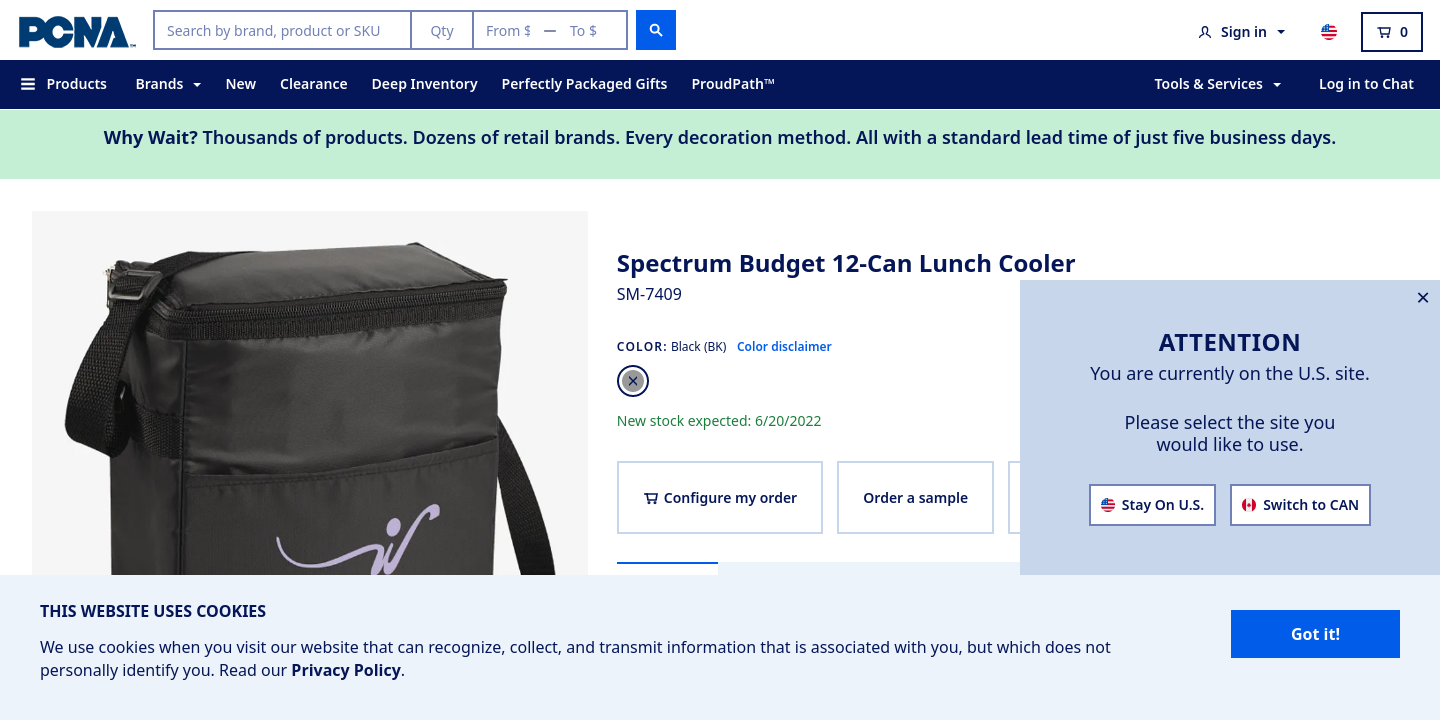 PCNA™
Search by brand, product or SKU
Qty
From $
—
To $
Sign in
0
Products
Brands
New
Clearance
Deep Inventory
Perfectly Packaged Gifts
ProudPath™
Tools & Services
Log in to Chat
Why Wait? Thousands of products. Dozens of retail brands. Every decoration method. All with a standard lead time of just five business days.
Spectrum Budget 12-Can Lunch Cooler
SM-7409
COLOR: Black (BK) Color disclaimer
New stock expected: 6/20/2022
Configure my order
Order a sample
ATTENTION
You are currently on the U.S. site.
Please select the site you
would like to use.
Stay On U.S.
Switch to CAN
THIS WEBSITE USES COOKIES
We use cookies when you visit our website that can recognize, collect, and transmit information that is associated with you, but which does not
personally identify you. Read our Privacy Policy.
Got it!